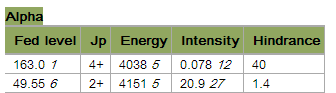 Alpha
Fed level Jp Energy Intensity Hindrance
163.0 1 4+ 4038 5 0.078 12 40
49.55 6 2+ 4151 5 20.9 27 1.4